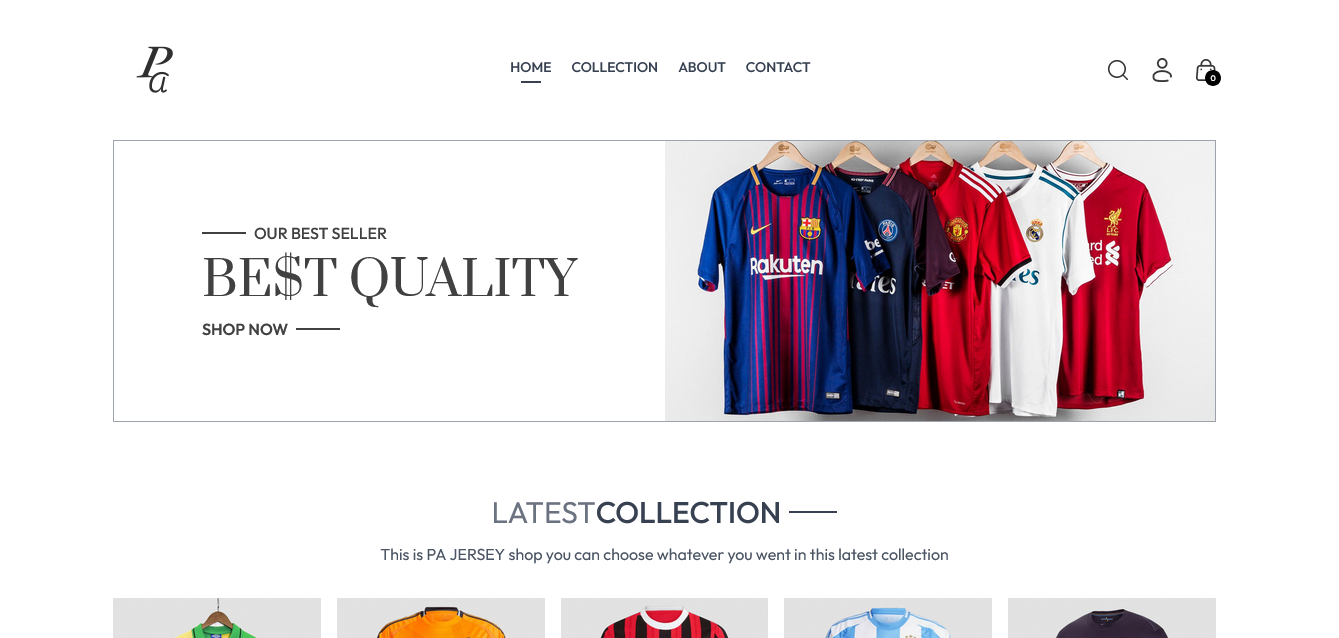 Pa
HOME COLLECTION ABOUT CONTACT
0
OUR BEST SELLER
BE$T QUALITY
SHOP NOW
Rakuten
LATESTCOLLECTION
This is PA JERSEY shop you can choose whatever you went in this latest collection